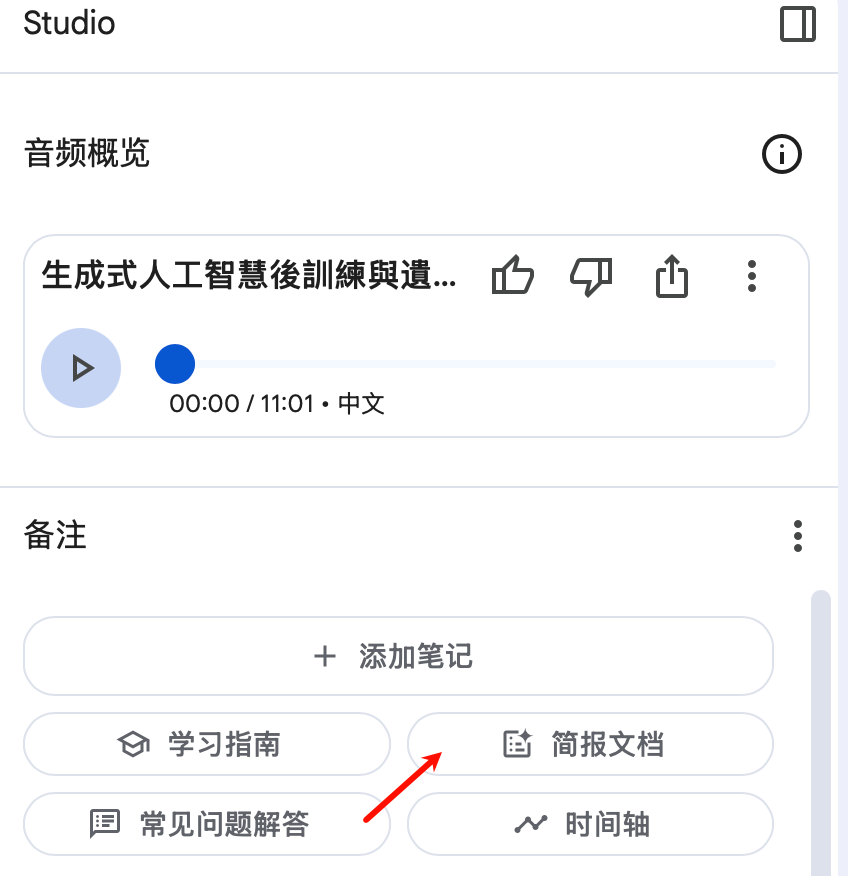 Studio
音频概览
生成式人工智慧後訓練與遺...
00:00 / 11:01 • 中文
备注
+ 添加笔记
学习指南
简报文档
常见问题解答
时间轴